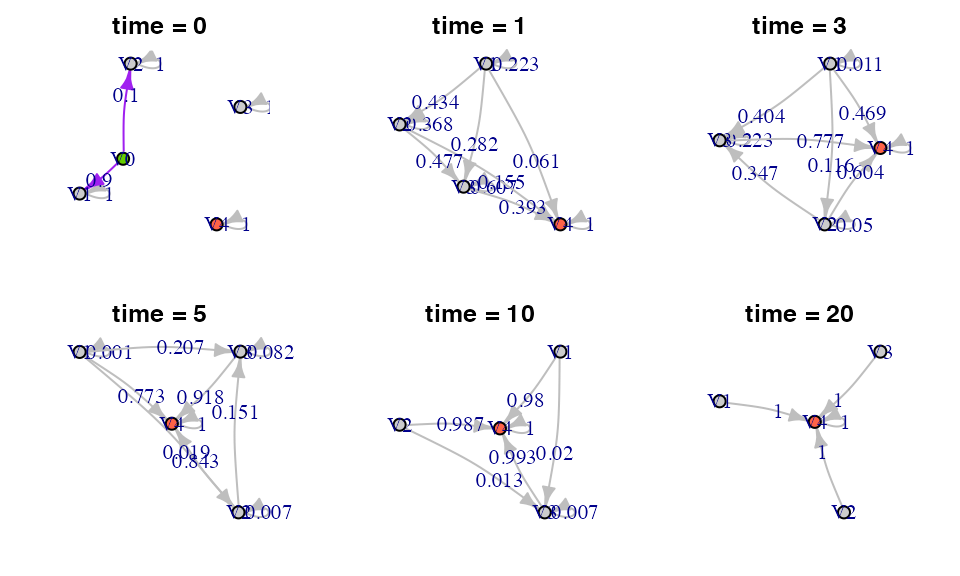 time = 0
V2 1
0.1
V3 1
V0
0.9
V1 1
V4 1
time = 1
V1 0.223
0.434
V2 0.368
0.282
0.477
0.061
0.155
V3 0.607
0.393
V4 1
time = 3
V1 0.011
0.404
0.469
V3 0.223
0.777
V4 1
0.116
0.347
0.604
V2 0.05
time = 5
V1 0.001
0.207
V3 0.082
0.773
0.918
0.151
V4 1
0.019
0.843
V2 0.007
time = 10
V1
0.98
V2
0.987
V4 1
0.993
0.02
0.013
V3 0.007
time = 20
V3
V1
1
1
V4 1
1
V2